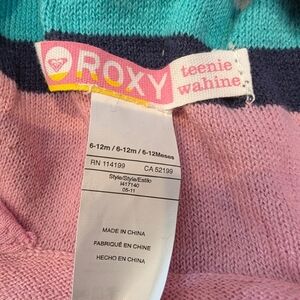 ROXY teenie
wahine
6-12m / 6-12m / 6-12Meses
RN 114199 CA 52199
Style/Style/Estilo
I417140
05-11
MADE IN CHINA
FABRIQUÉ EN CHINE
HECHO EN CHINA